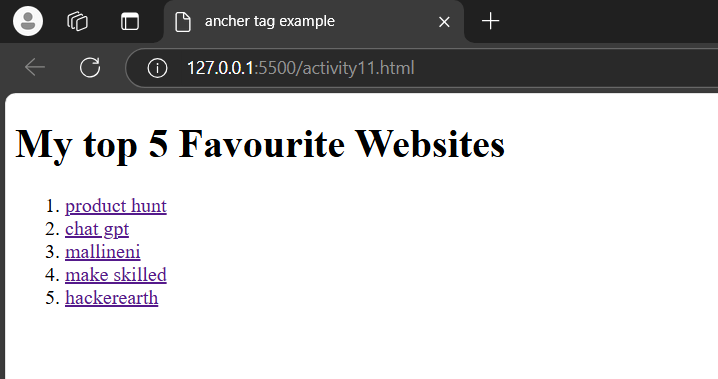 ancher tag example
127.0.0.1:5500/activity11.html
My top 5 Favourite Websites
1. product hunt
2. chat gpt
3. mallineni
4. make skilled
5. hackerearth